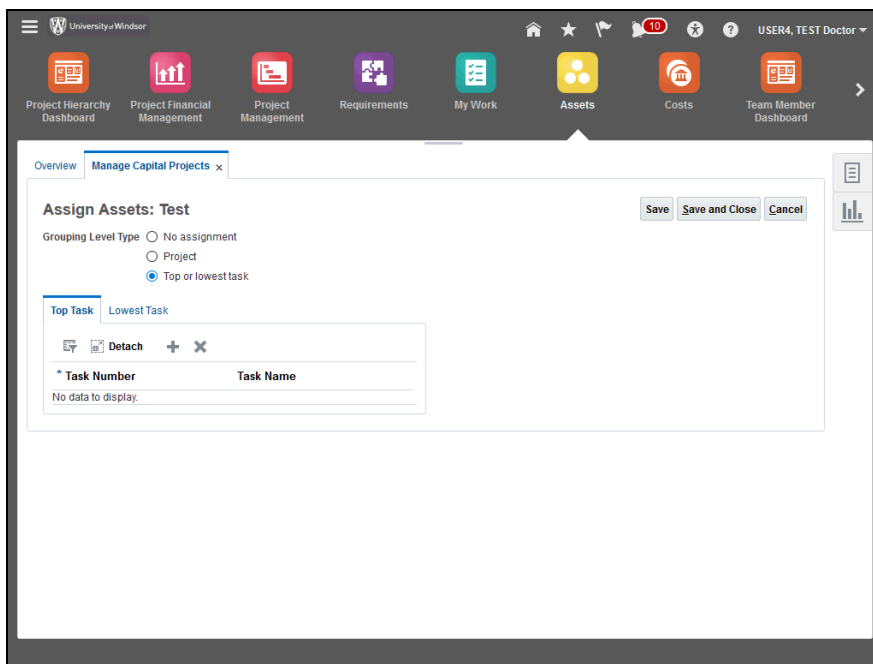 University of Windsor
10
USER4, TEST Doctor
Project Hierarchy Dashboard
Project Financial Management
Project Management
Requirements
My Work
Assets
Costs
Team Member Dashboard
Overview
Manage Capital Projects x
Assign Assets: Test
Save
Save and Close
Cancel
Grouping Level Type
No assignment
Project
Top or lowest task
Top Task
Lowest Task
Detach
* Task Number
Task Name
No data to display.